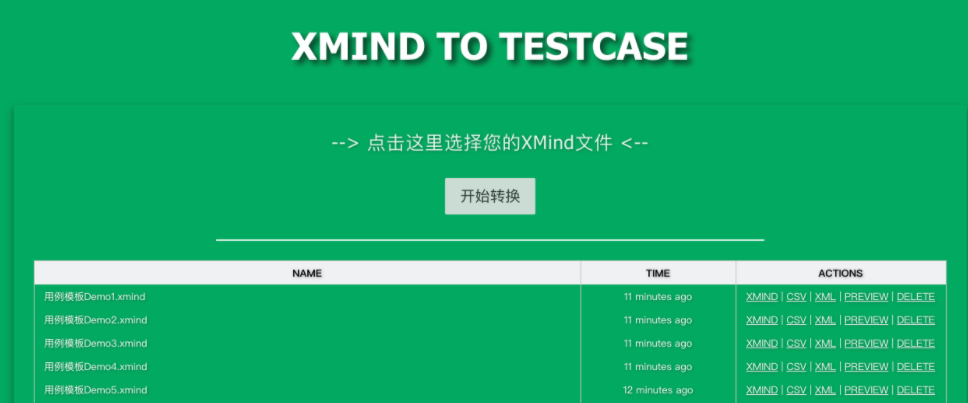 XMIND TO TESTCASE
--> 点击这里选择您的XMind文件 <--
开始转换
NAME TIME ACTIONS
用例模板Demo1.xmind 11 minutes ago XMIND | CSV | XML | PREVIEW | DELETE
用例模板Demo2.xmind 11 minutes ago XMIND | CSV | XML | PREVIEW | DELETE
用例模板Demo3.xmind 11 minutes ago XMIND | CSV | XML | PREVIEW | DELETE
用例模板Demo4.xmind 11 minutes ago XMIND | CSV | XML | PREVIEW | DELETE
用例模板Demo5.xmind 12 minutes ago XMIND | CSV | XML | PREVIEW | DELETE